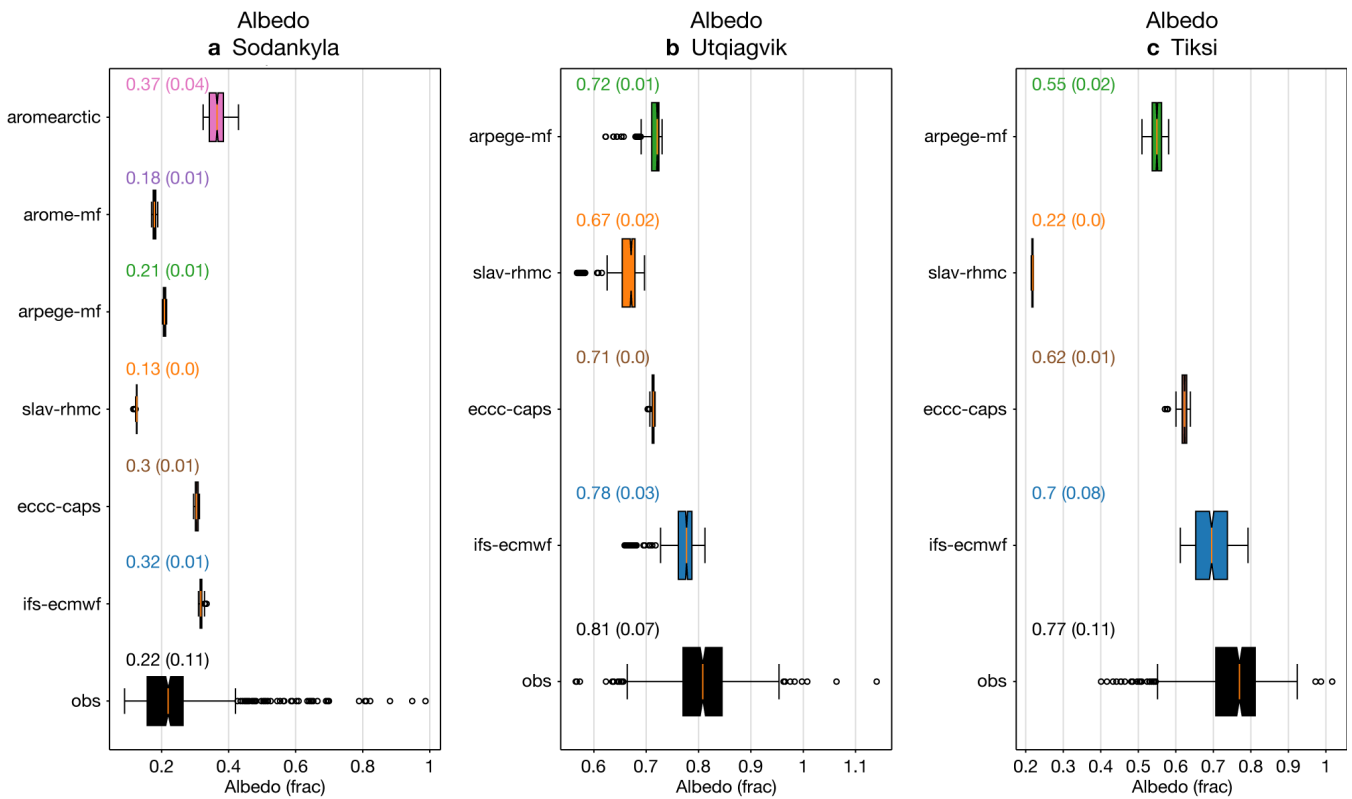 Albedo
a Sodankyla
0.37 (0.04)
aromearctic
0.18 (0.01)
arome-mf
0.21 (0.01)
arpege-mf
0.13 (0.0)
slav-rhmc
0.3 (0.01)
eccc-caps
0.32 (0.01)
ifs-ecmwf
0.22 (0.11)
obs
0.2 0.4 0.6 0.8 1
Albedo (frac)
Albedo
b Utqiagvik
0.72 (0.01)
arpege-mf
0.67 (0.02)
slav-rhmc
0.71 (0.0)
eccc-caps
0.78 (0.03)
ifs-ecmwf
0.81 (0.07)
obs
0.6 0.7 0.8 0.9 1 1.1
Albedo (frac)
Albedo
c Tiksi
0.55 (0.02)
arpege-mf
0.22 (0.0)
slav-rhmc
0.62 (0.01)
eccc-caps
0.7 (0.08)
ifs-ecmwf
0.77 (0.11)
obs
0.2 0.3 0.4 0.5 0.6 0.7 0.8 0.9 1
Albedo (frac)